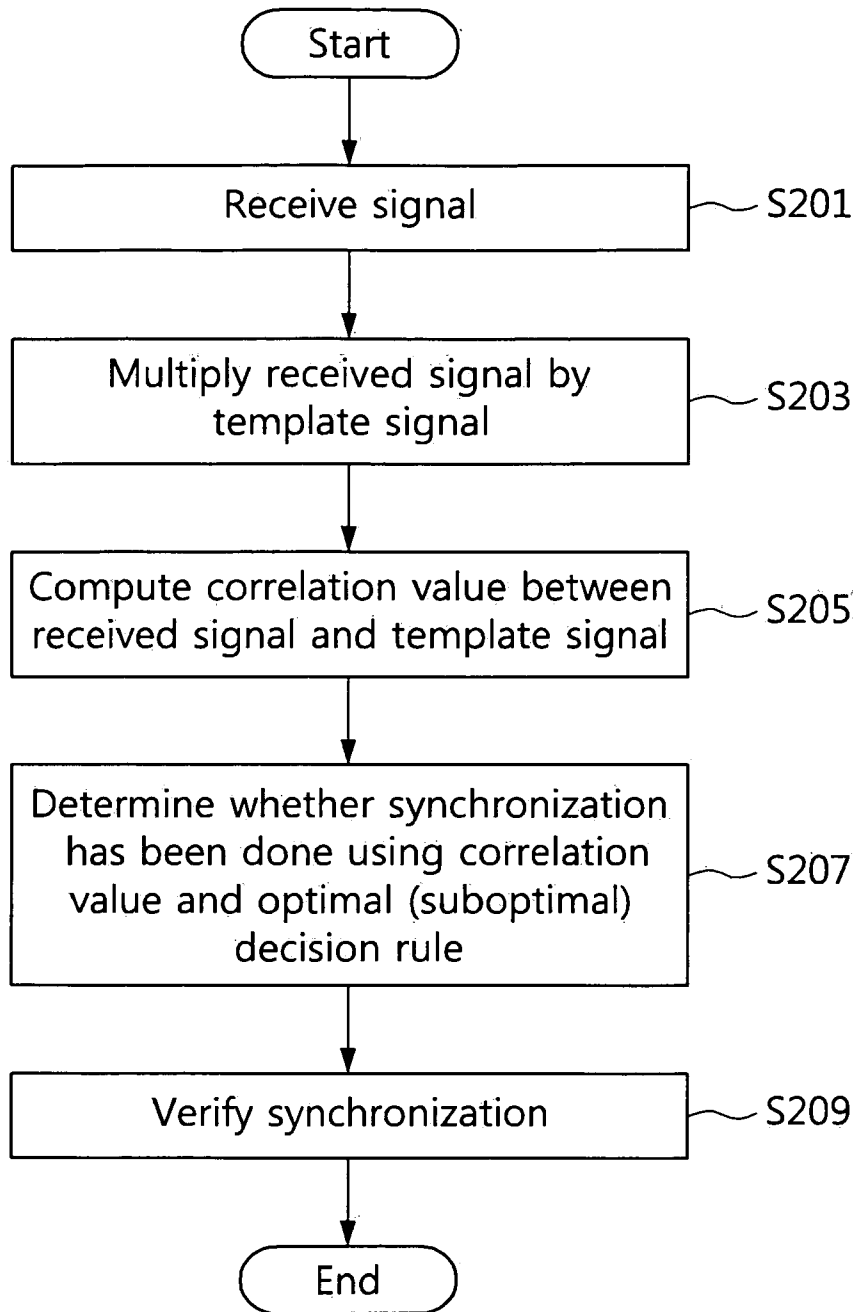 Start
Receive signal
S201
Multiply received signal by
template signal
S203
Compute correlation value between
received signal and template signal
S205
Determine whether synchronization
has been done using correlation
value and optimal (suboptimal)
decision rule
S207
Verify synchronization
S209
End